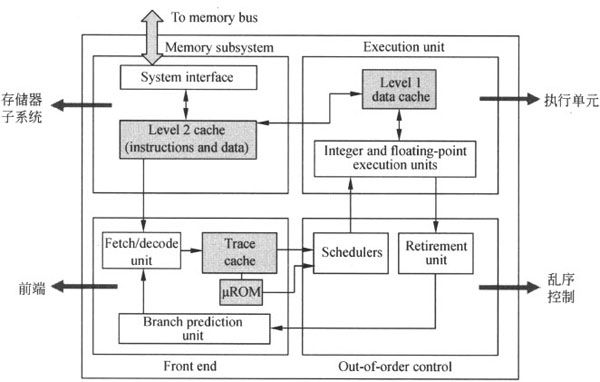 To memory bus
Memory subsystem
Execution unit
System interface
Level 1
data cache
存储器
子系统
执行单元
Level 2 cache
(instructions and data)
Integer and floating-point
execution units
Fetch/decode
unit
Trace
cache
Schedulers
Retirement
unit
前端
μROM
乱序
控制
Branch prediction
unit
Front end
Out-of-order control